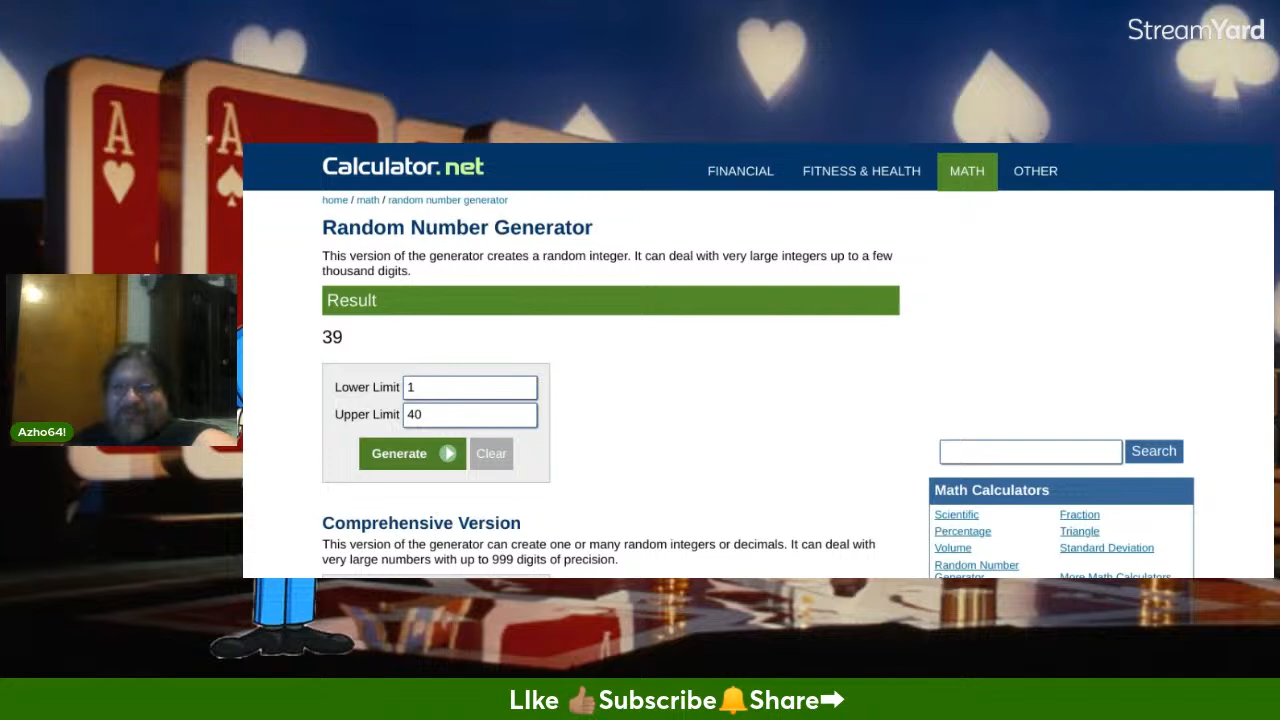 StreamYard
A
A
Calculator.net
FINANCIAL
FITNESS & HEALTH
MATH
OTHER
home / math / random number generator
Random Number Generator
This version of the generator creates a random integer. It can deal with very large integers up to a few
thousand digits.
Result
39
Lower Limit 1
Upper Limit 40
Generate
Clear
Search
Math Calculators
Scientific
Fraction
Percentage
Triangle
Volume
Standard Deviation
Random Number
Generator
More Math Calculators
Comprehensive Version
This version of the generator can create one or many random integers or decimals. It can deal with
very large numbers with up to 999 digits of precision.
Azho64!
LIke 👍🏽Subscribe🔔Share➡